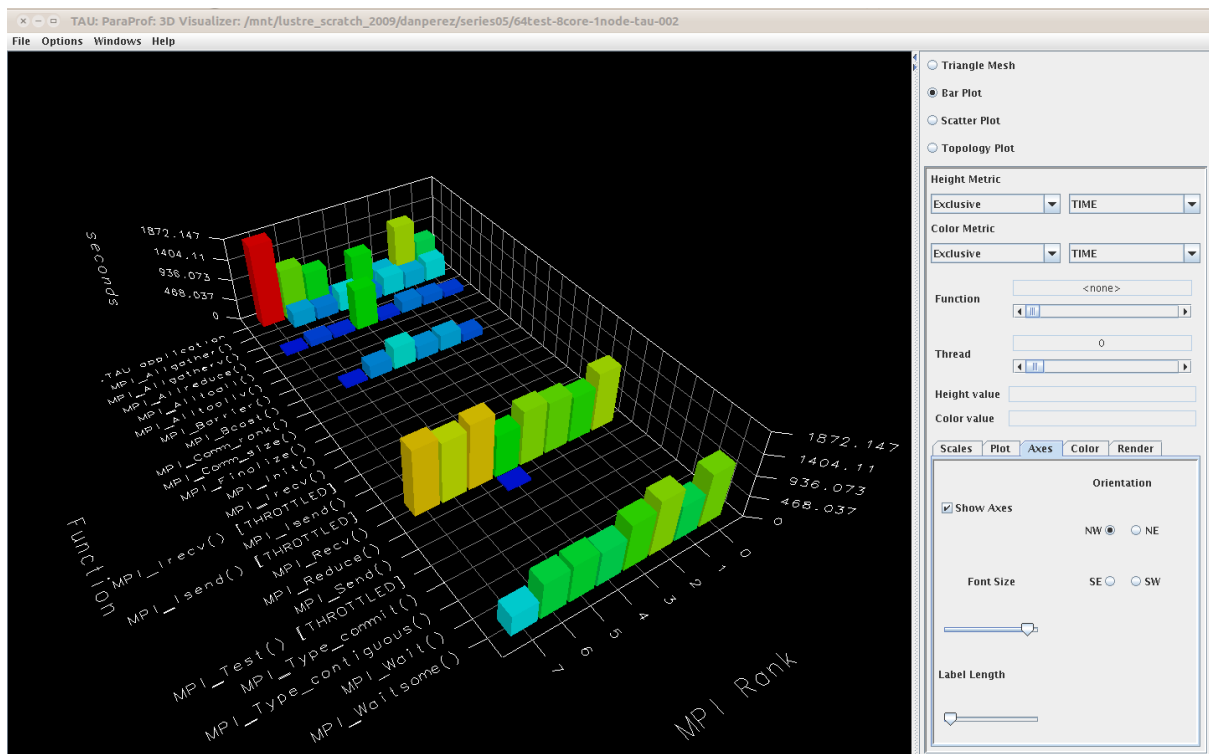 TAU: ParaProf: 3D Visualizer: /mnt/lustre_scratch_2009/danperez/series05/64test-8core-1node-tau-002
File Options Windows Help
seconds
1872.147
1404.11
936.073
468.037
0
.TAU application
MPI_Allgather()
MPI_Allgatherv()
MPI_Allreduce()
MPI_Alltoall()
MPI_Alltoallv()
MPI_Barrier()
MPI_Bcast()
MPI_Comm_rank()
MPI_Comm_size()
MPI_Finalize()
MPI_Init()
MPI_Irecv()
MPI_Irecv() [THROTTLED]
MPI_Isend()
MPI_Isend() [THROTTLED]
MPI_Recv()
MPI_Reduce()
MPI_Send()
MPI_Test() [THROTTLED]
MPI_Type_commit()
MPI_Type_contiguous()
MPI_Wait()
MPI_Waitsome()
Function
1872.147
1404.11
936.073
468.037
0
0
1
2
3
4
5
6
7
MPI Rank
Triangle Mesh
Bar Plot
Scatter Plot
Topology Plot
Height Metric
Exclusive TIME
Color Metric
Exclusive TIME
Function <none>
Thread 0
Height value
Color value
Scales Plot Axes Color Render
Orientation
Show Axes
NW NE
Font Size SE SW
Label Length